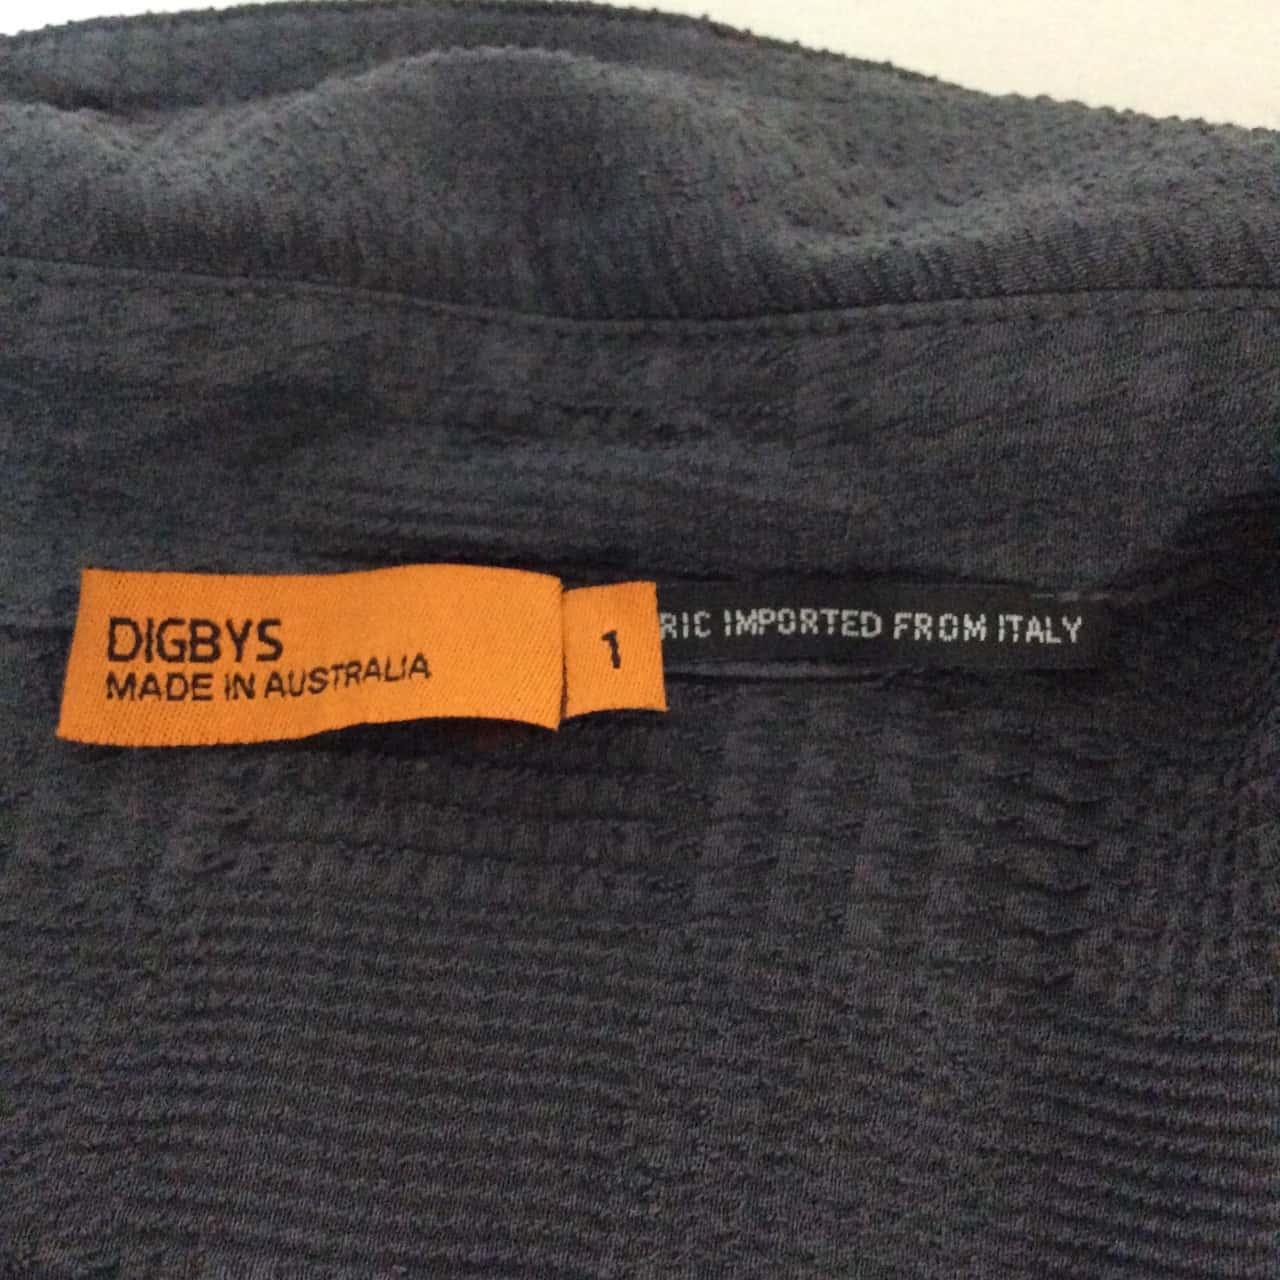 DIGBYS
MADE IN AUSTRALIA
1
RIC IMPORTED FROM ITALY